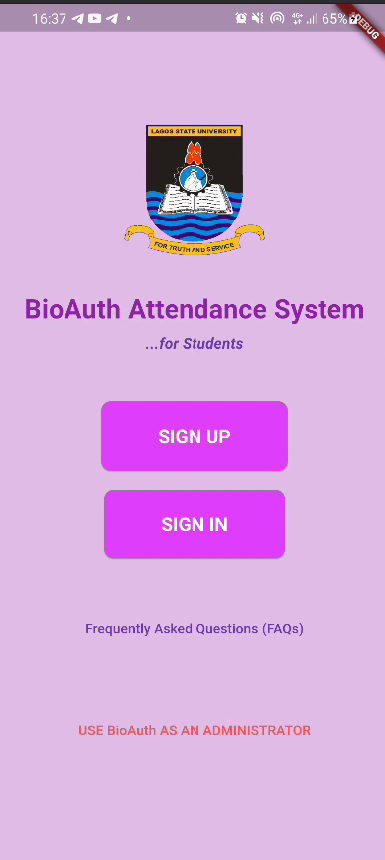 16:37
4G+
65%
DEBUG
LAGOS STATE UNIVERSITY
FOR TRUTH AND SERVICE
BioAuth Attendance System
...for Students
SIGN UP
SIGN IN
Frequently Asked Questions (FAQs)
USE BioAuth AS AN ADMINISTRATOR